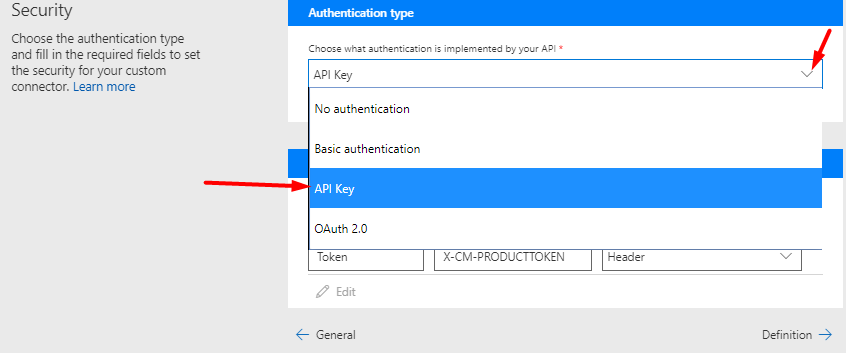 Security
Choose the authentication type
and fill in the required fields to set
the security for your custom
connector. Learn more
Authentication type
Choose what authentication is implemented by your API *
API Key
No authentication
Basic authentication
API Key
OAuth 2.0
Token X-CM-PRODUCTTOKEN Header
Edit
General Definition